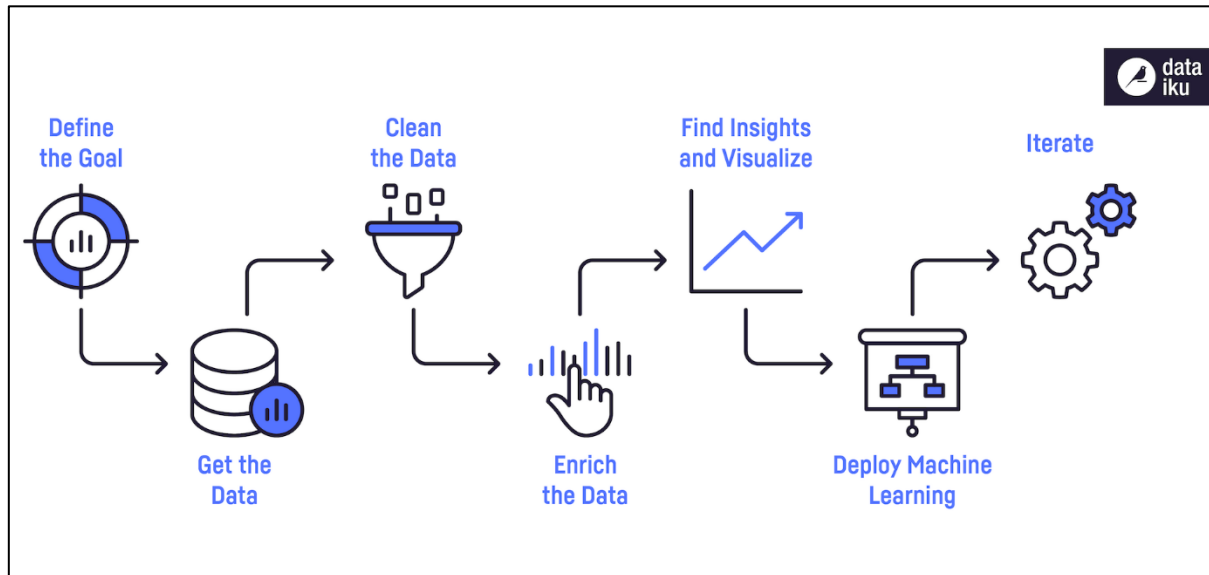 data
iku
Define
the Goal
Get the
Data
Clean
the Data
Enrich
the Data
Find Insights
and Visualize
Deploy Machine
Learning
Iterate